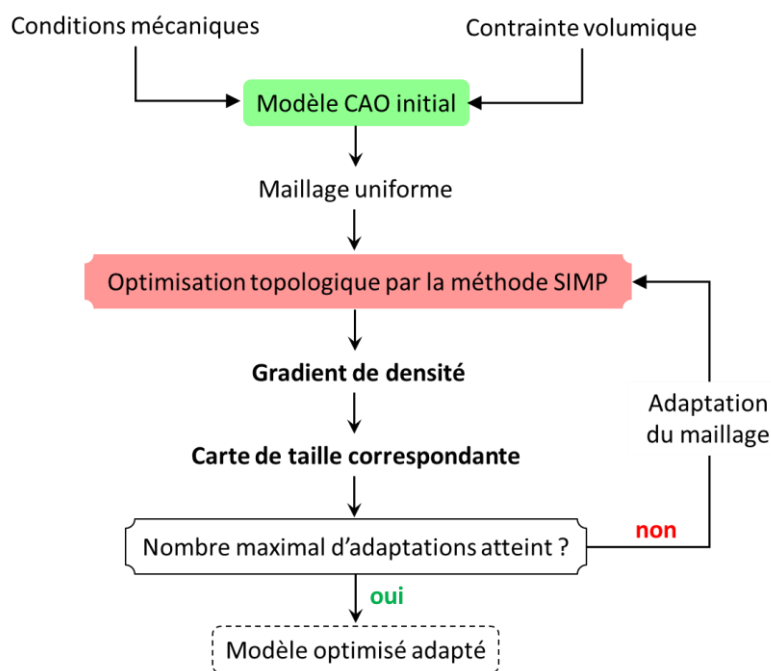 Conditions mécaniques
Contrainte volumique
Modèle CAO initial
Maillage uniforme
Optimisation topologique par la méthode SIMP
Gradient de densité
Adaptation
du maillage
Carte de taille correspondante
Nombre maximal d’adaptations atteint ?
non
oui
Modèle optimisé adapté